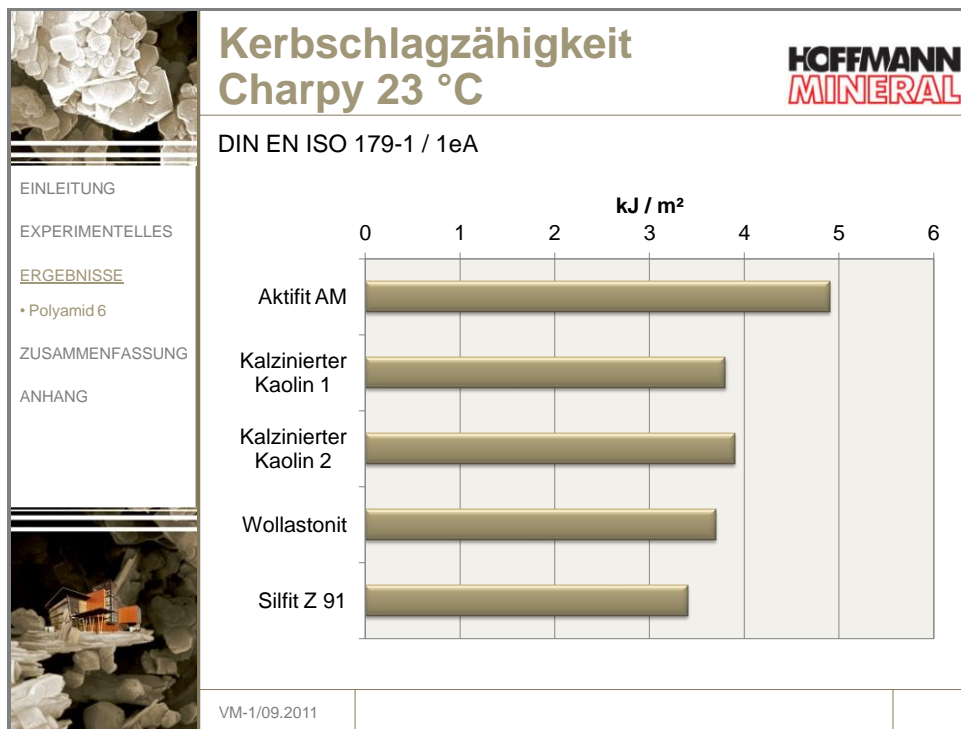 Kerbschlagzähigkeit
Charpy 23 °C
HOFFMANN
MINERAL
DIN EN ISO 179-1 / 1eA
EINLEITUNG
EXPERIMENTELLES
ERGEBNISSE
• Polyamid 6
ZUSAMMENFASSUNG
ANHANG
kJ / m²
0 1 2 3 4 5 6
Aktifit AM
Kalzinierter
Kaolin 1
Kalzinierter
Kaolin 2
Wollastonit
Silfit Z 91
VM-1/09.2011